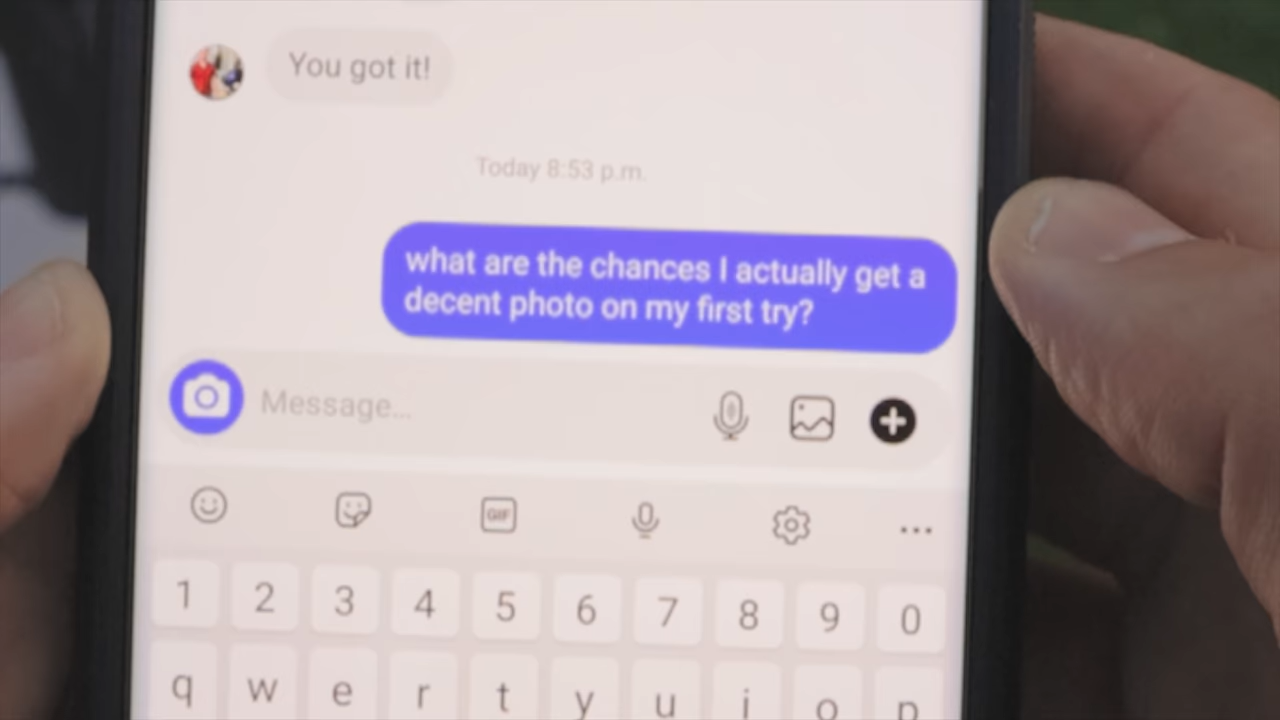 You got it!
Today 8:53 p.m.
what are the chances I actually get a
decent photo on my first try?
Message...
GIF
1 2 3 4 5 6 7 8 9 0
q w e r t y u i o p